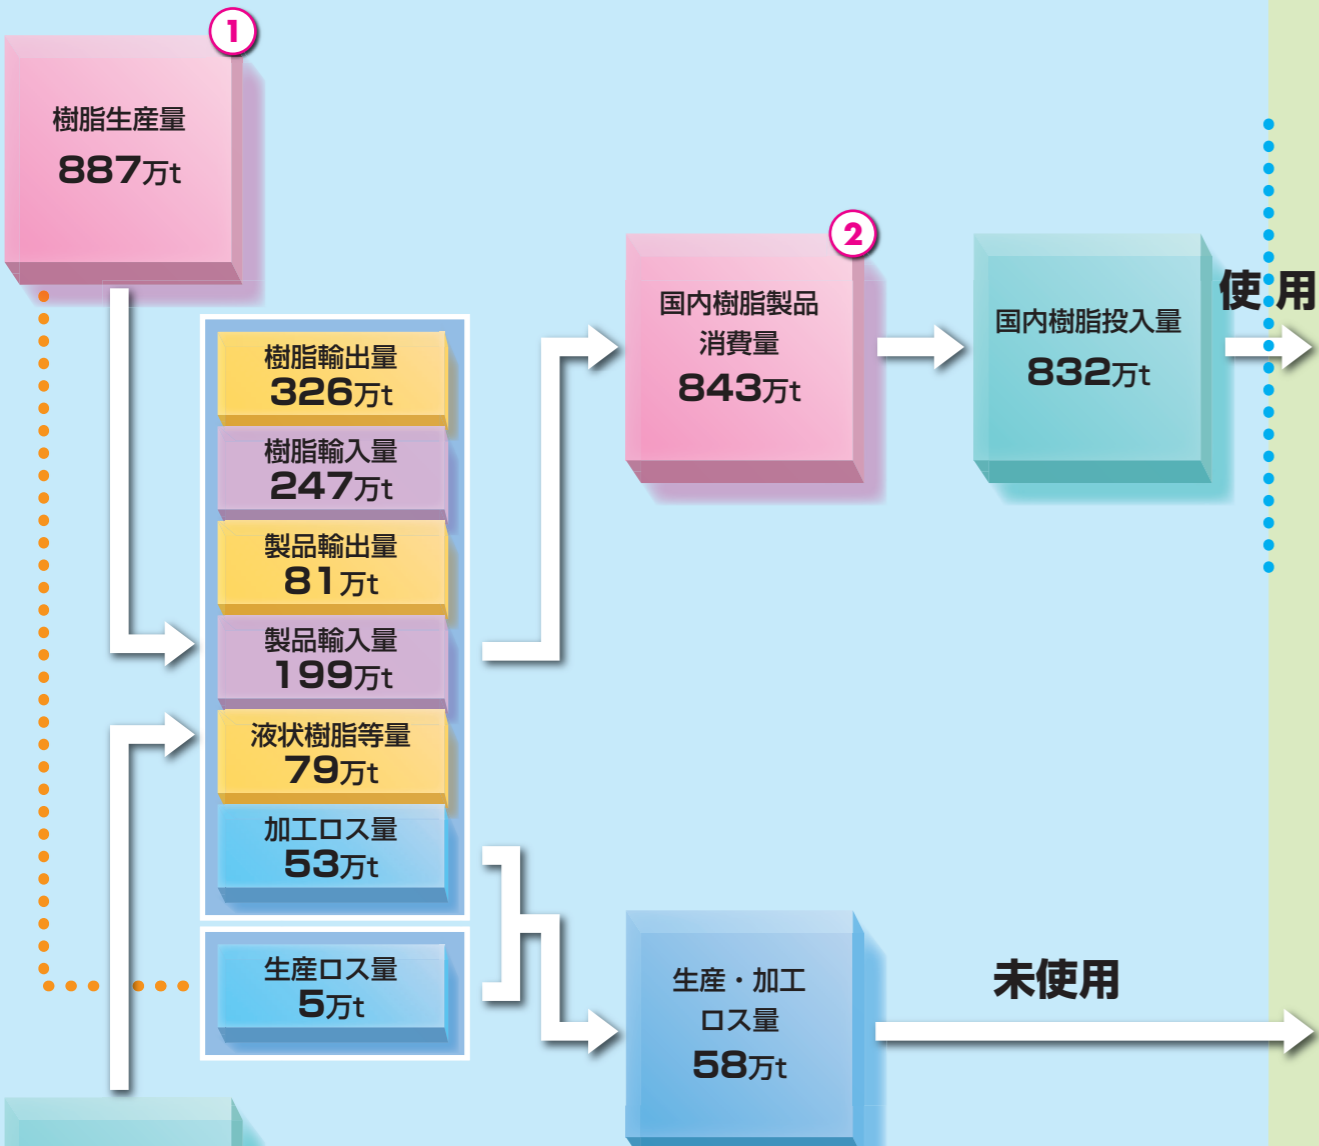 1
樹脂生産量
887万t
樹脂輸出量
326万t
樹脂輸入量
247万t
製品輸出量
81万t
製品輸入量
199万t
液状樹脂等量
79万t
加工ロス量
53万t
生産ロス量
5万t
2
国内樹脂製品
消費量
843万t
国内樹脂投入量
832万t
使用
生産・加工
ロス量
58万t
未使用